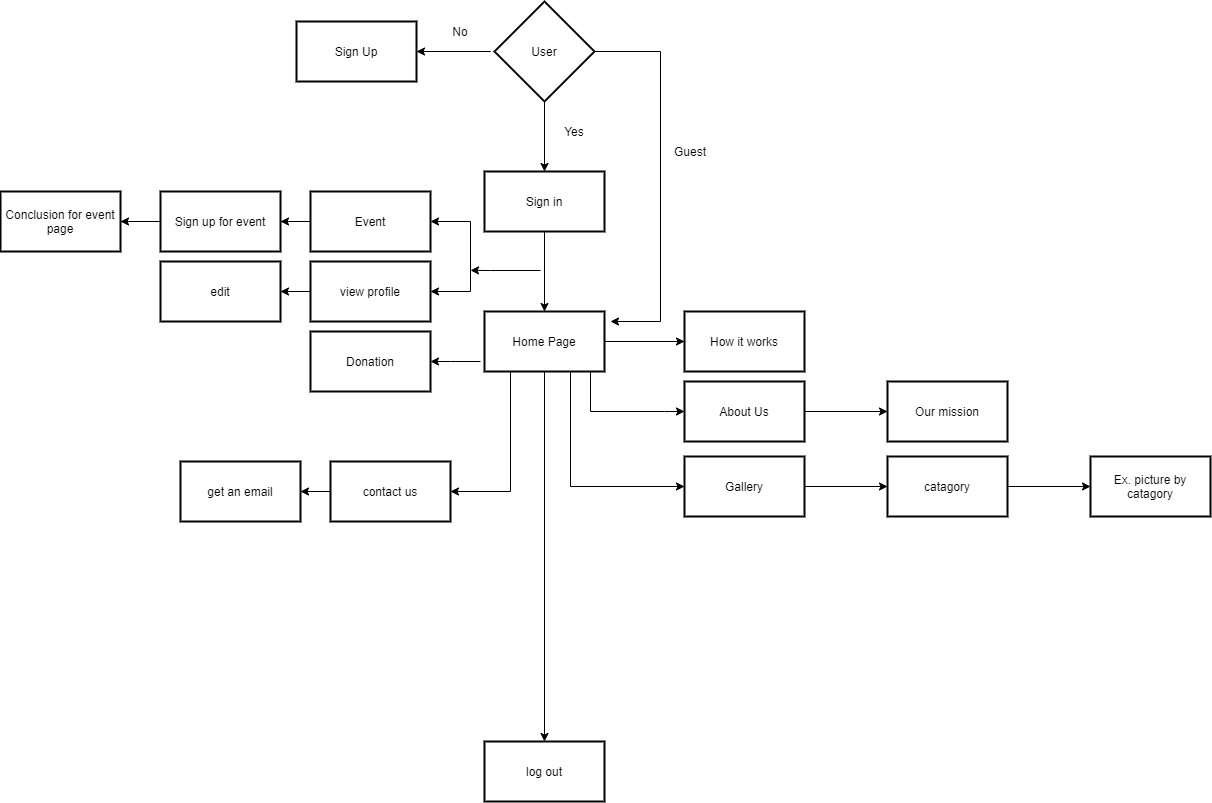 No
Sign Up
User
Yes
Guest
Sign in
Conclusion for event
page
Sign up for event
Event
edit
view profile
Home Page
How it works
Donation
About Us
Our mission
get an email
contact us
Gallery
catagory
Ex. picture by
catagory
log out